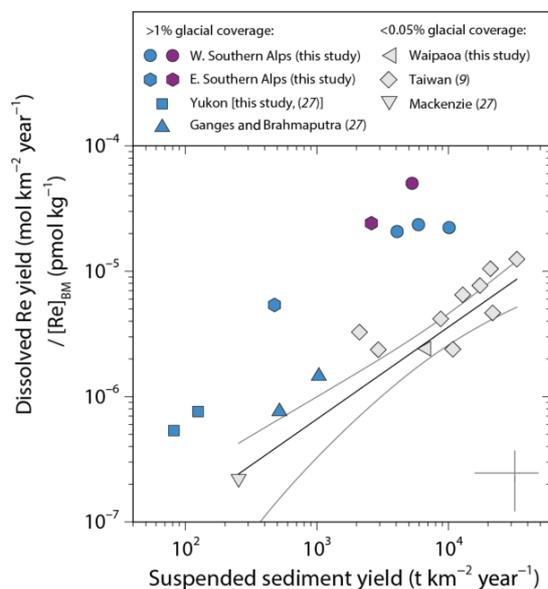 >1% glacial coverage:
W. Southern Alps (this study)
E. Southern Alps (this study)
Yukon [this study, (27)]
Ganges and Brahmaputra (27)
<0.05% glacial coverage:
Waipaoa (this study)
Taiwan (9)
Mackenzie (27)
Dissolved Re yield (mol km⁻² year⁻¹)
/ [Re]BM (pmol kg⁻¹)
10⁻⁴
10⁻⁵
10⁻⁶
10⁻⁷
10² 10³ 10⁴
Suspended sediment yield (t km⁻² year⁻¹)